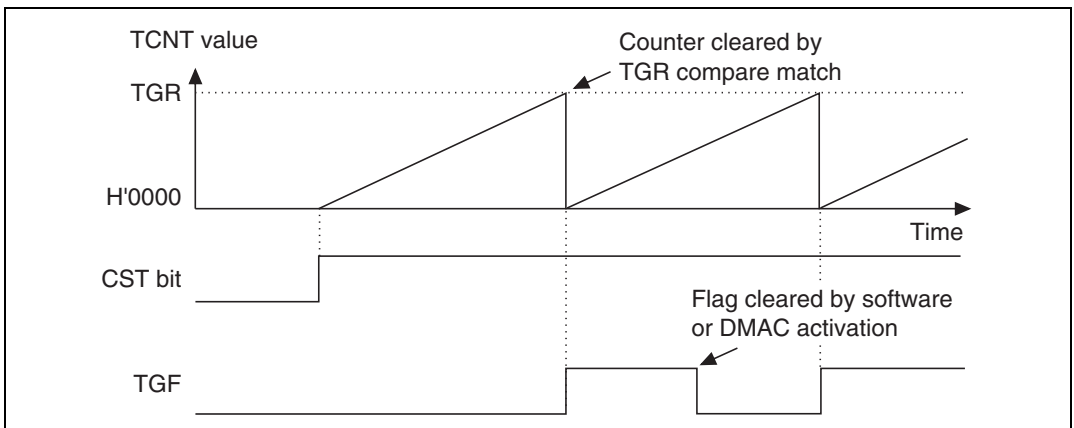 TCNT value
Counter cleared by
TGR compare match
TGR
H'0000
Time
CST bit
Flag cleared by software
or DMAC activation
TGF